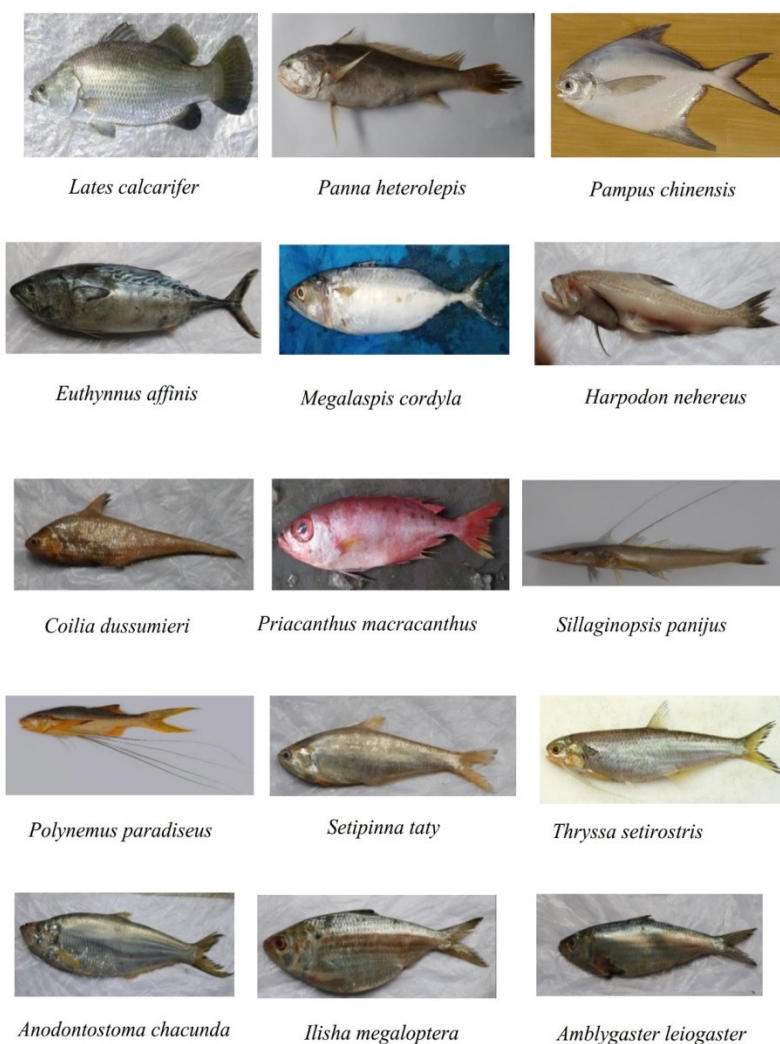 Lates calcarifer
Panna heterolepis
Pampus chinensis
Euthynnus affinis
Megalaspis cordyla
Harpodon nehereus
Coilia dussumieri
Priacanthus macracanthus
Sillaginopsis panijus
Polynemus paradiseus
Setipinna taty
Thryssa setirostris
Anodontostoma chacunda
Ilisha megaloptera
Amblygaster leiogaster